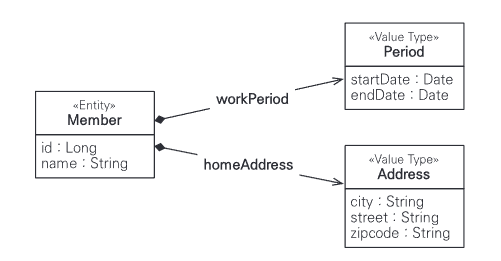 «Value Type»
Period
startDate : Date
endDate : Date
workPeriod
«Entity»
Member
id : Long
name : String
homeAddress
«Value Type»
Address
city : String
street : String
zipcode : String